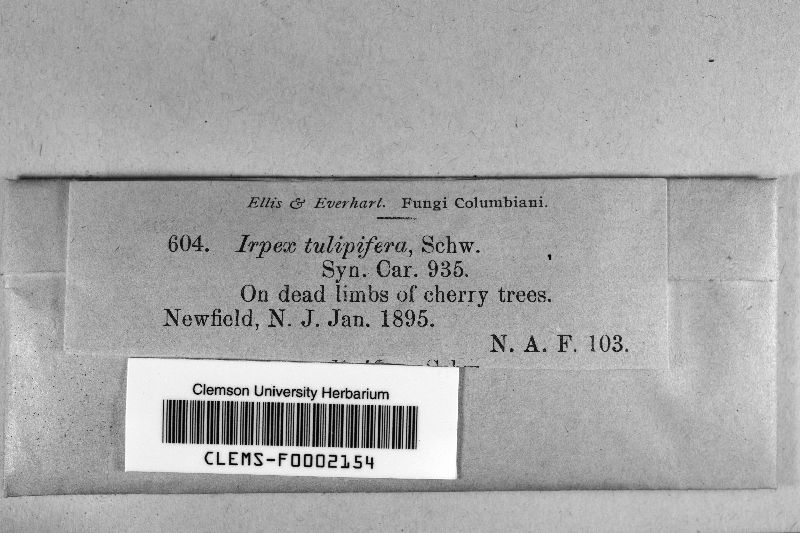 Ellis & Everhart. Fungi Columbiani.
604. Irpex tulipifera, Schw.
Syn. Car. 935.
On dead limbs of cherry trees.
Newfield, N. J. Jan. 1895.
N. A. F. 103.
Clemson University Herbarium
CLEMS-F0002154